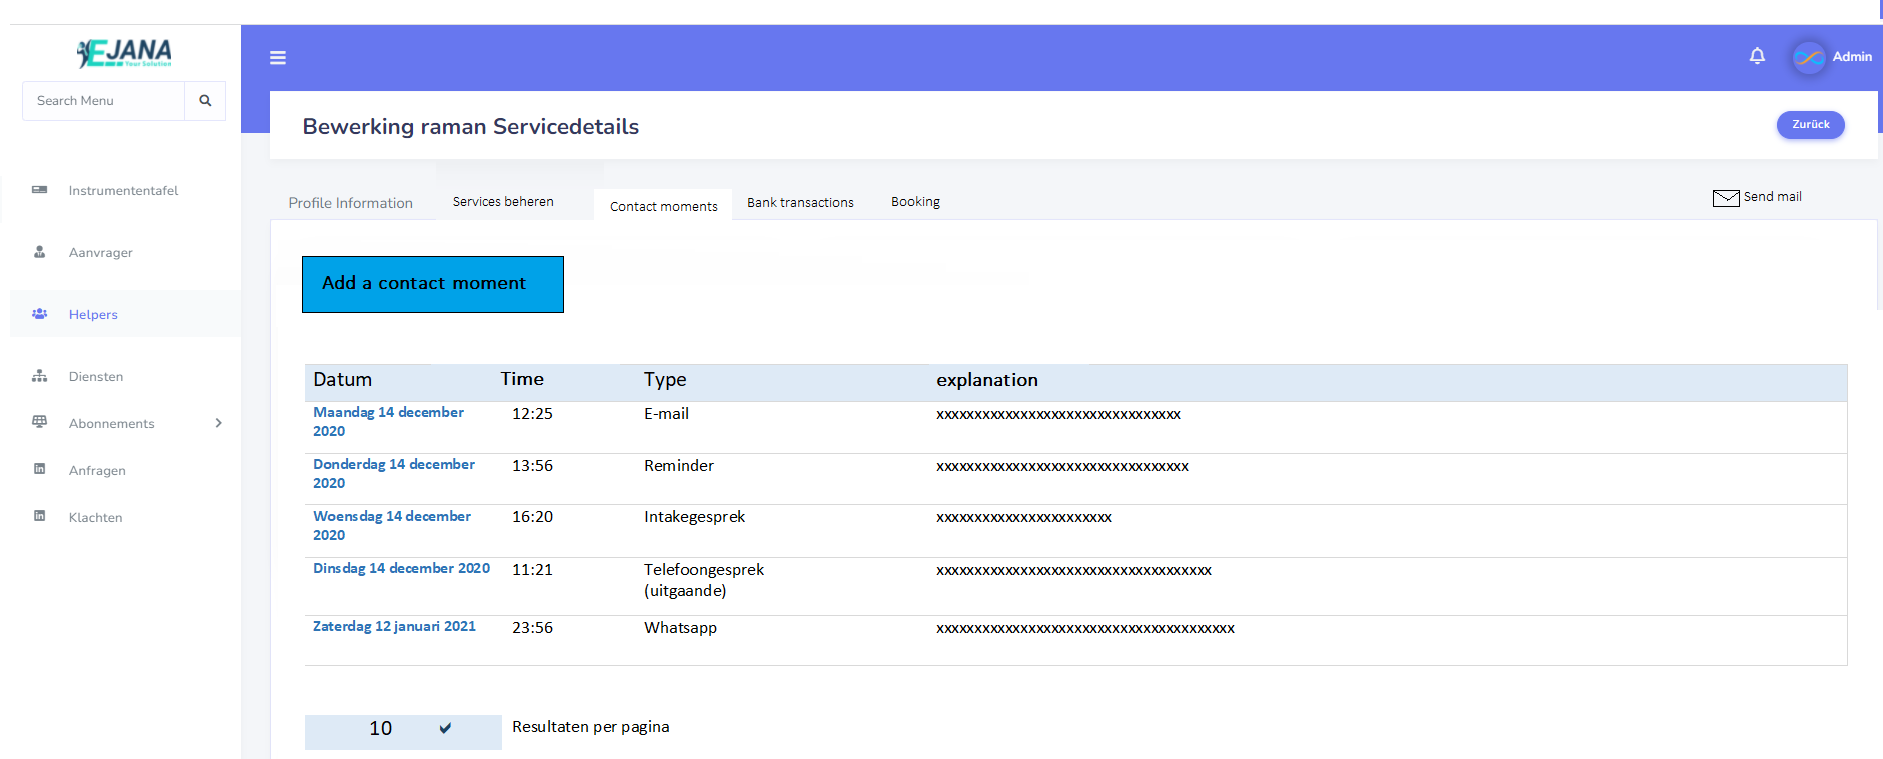 EJANA
Your Solution
Search Menu
Admin
Bewerking raman Servicedetails
Zurück
Instrumententafel
Aanvrager
Helpers
Diensten
Abonnements
Anfragen
Klachten
Profile Information
Services beheren
Contact moments
Bank transactions
Booking
Send mail
Add a contact moment
Datum Time Type explanation
Maandag 14 december 12:25 E-mail xxxxxxxxxxxxxxxxxxxxxxxxxxxxxxxx
2020
Donderdag 14 december 13:56 Reminder xxxxxxxxxxxxxxxxxxxxxxxxxxxxxxxxx
2020
Woensdag 14 december 16:20 Intakegesprek xxxxxxxxxxxxxxxxxxxxxxx
2020
Dinsdag 14 december 2020 11:21 Telefoongesprek xxxxxxxxxxxxxxxxxxxxxxxxxxxxxxxxxxxx
(uitgaande)
Zaterdag 12 januari 2021 23:56 Whatsapp xxxxxxxxxxxxxxxxxxxxxxxxxxxxxxxxxxxxxxx
10 Resultaten per pagina